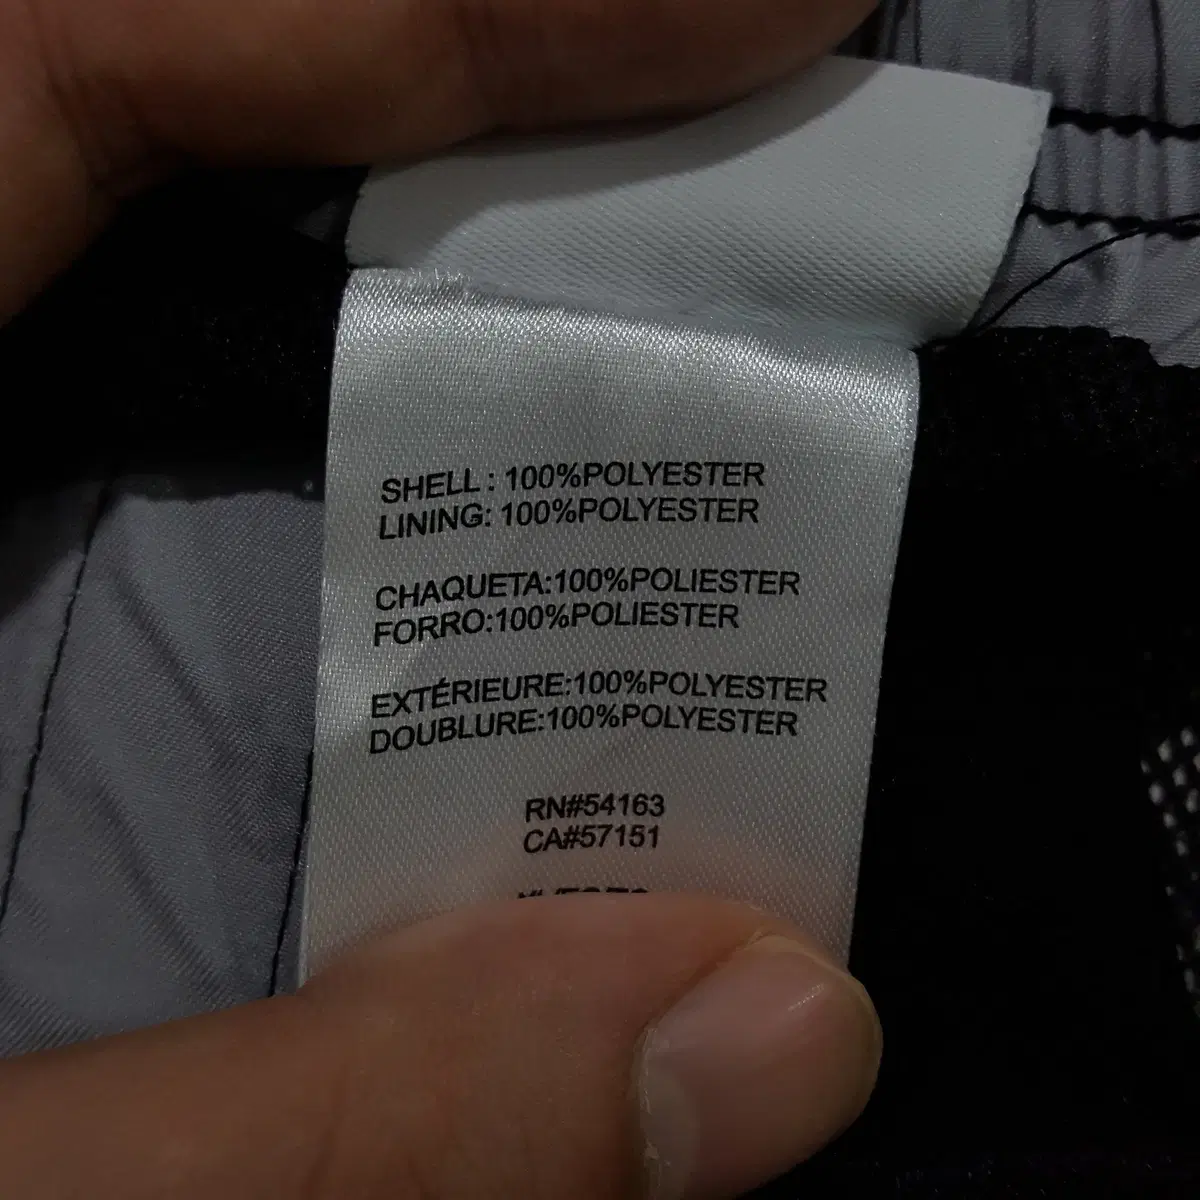 SHELL : 100%POLYESTER
LINING: 100%POLYESTER
CHAQUETA:100%POLIESTER
FORRO:100%POLIESTER
EXTÉRIEURE:100%POLYESTER
DOUBLURE:100%POLYESTER
RN#54163
CA#57151